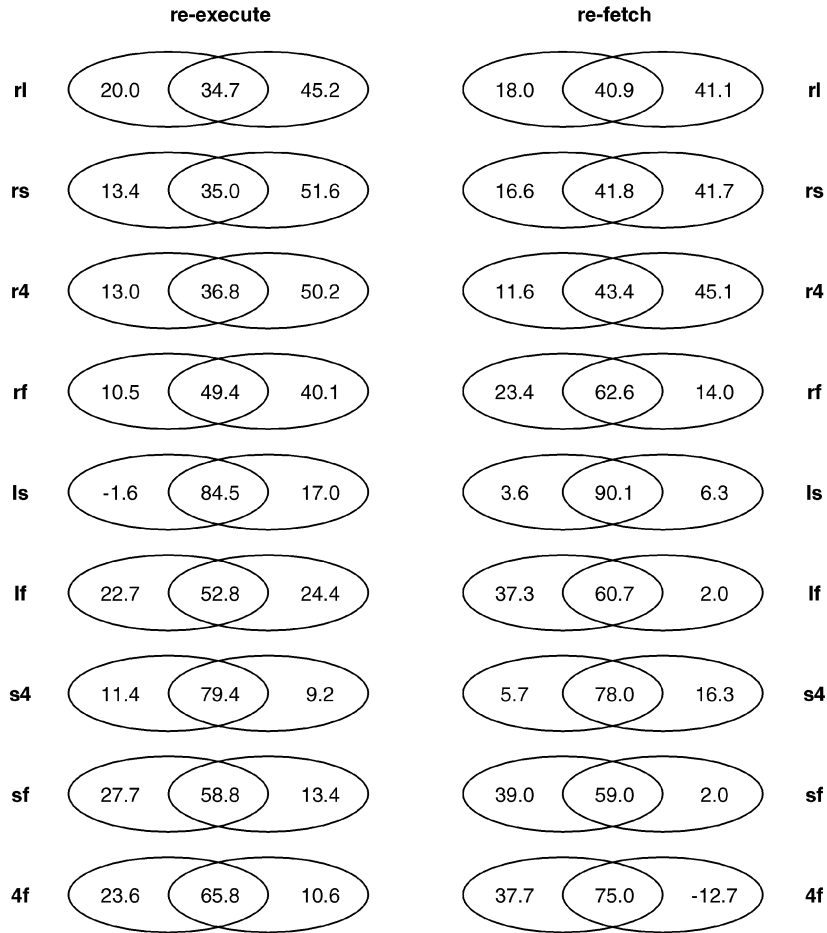 re-execute re-fetch
rl 20.0 34.7 45.2 18.0 40.9 41.1 rl
rs 13.4 35.0 51.6 16.6 41.8 41.7 rs
r4 13.0 36.8 50.2 11.6 43.4 45.1 r4
rf 10.5 49.4 40.1 23.4 62.6 14.0 rf
ls -1.6 84.5 17.0 3.6 90.1 6.3 ls
lf 22.7 52.8 24.4 37.3 60.7 2.0 lf
s4 11.4 79.4 9.2 5.7 78.0 16.3 s4
sf 27.7 58.8 13.4 39.0 59.0 2.0 sf
4f 23.6 65.8 10.6 37.7 75.0 -12.7 4f